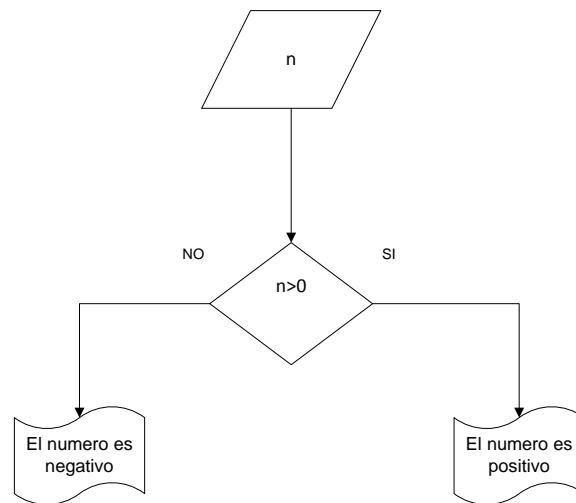 n
NO
SI
n>0
El numero es
negativo
El numero es
positivo